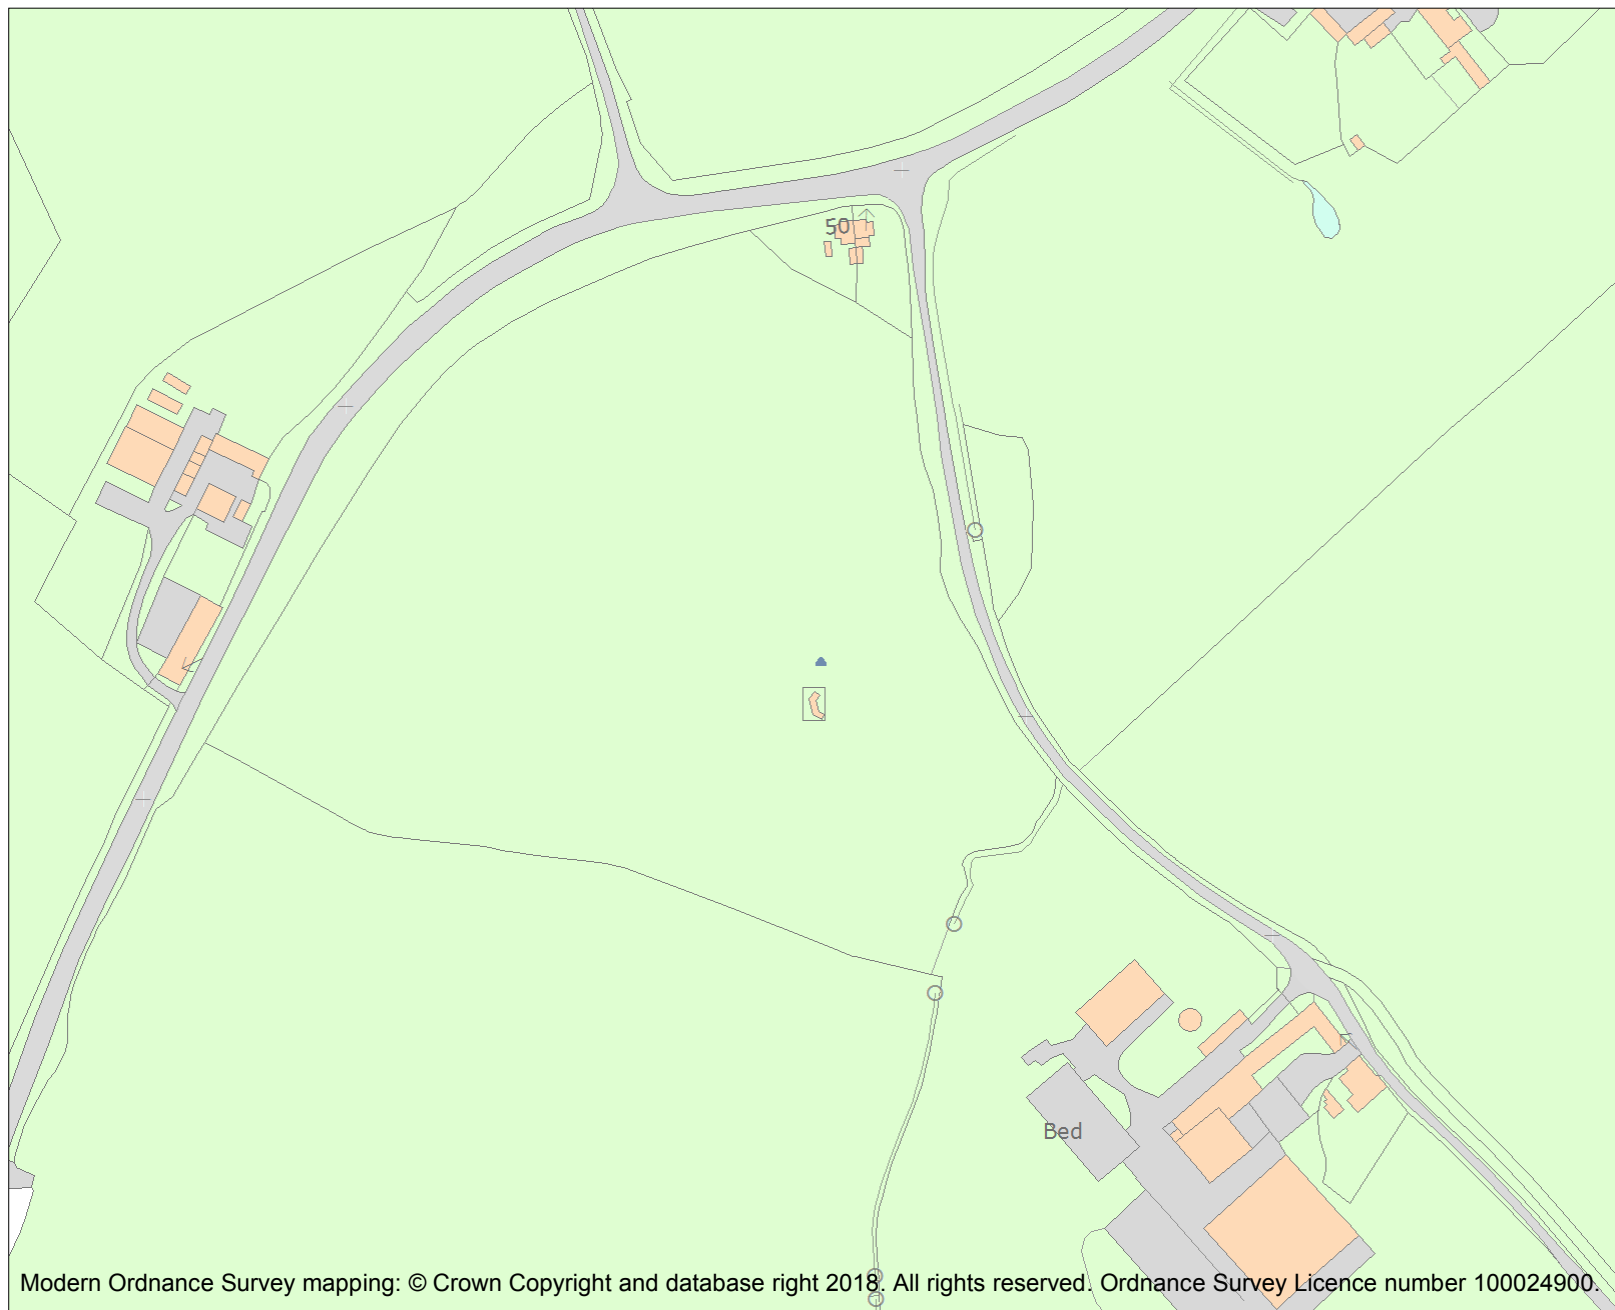 50
Bed
Modern Ordnance Survey mapping: © Crown Copyright and database right 2018. All rights reserved. Ordnance Survey Licence number 100024900.